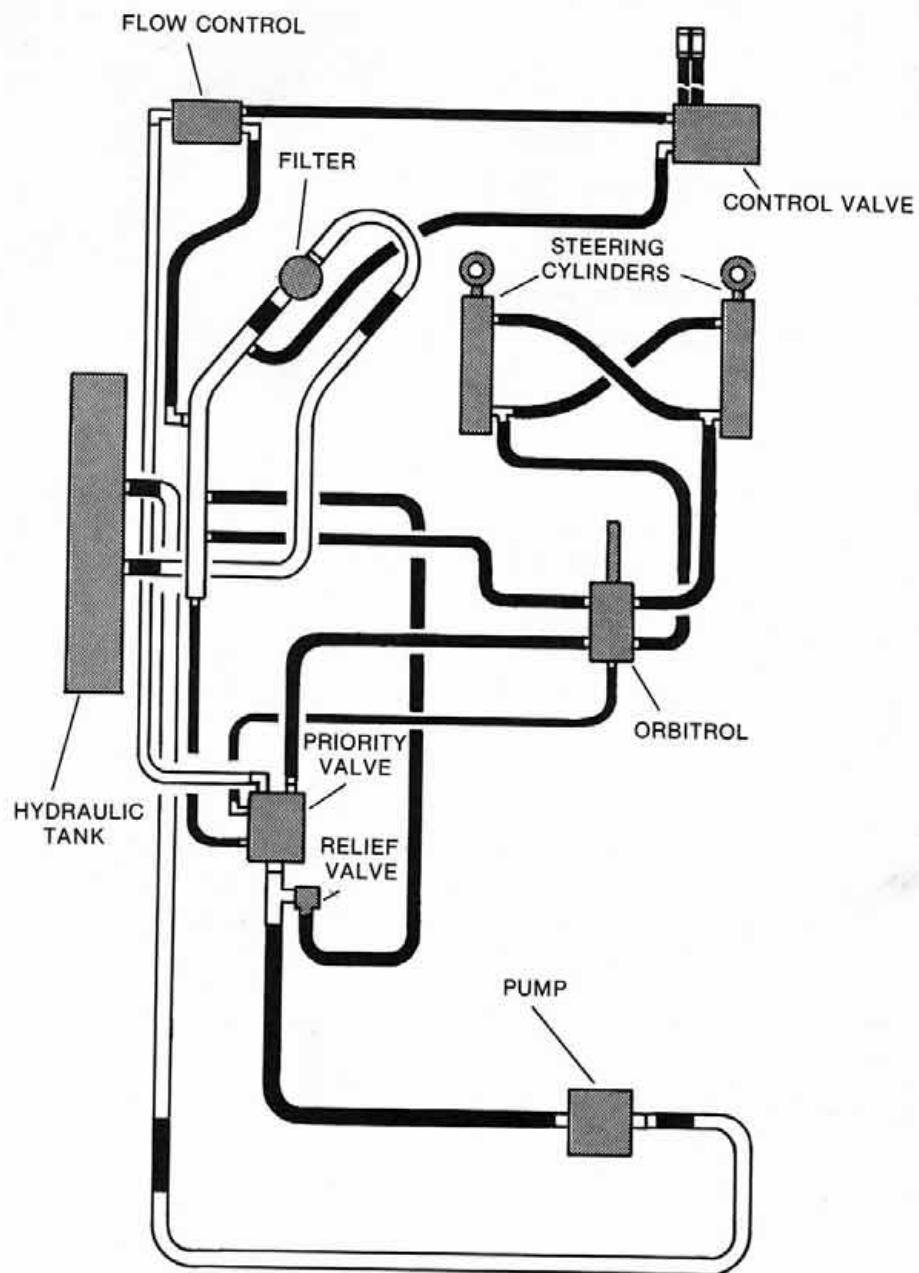 FLOW CONTROL
FILTER
CONTROL VALVE
STEERING
CYLINDERS
ORBITROL
PRIORITY
VALVE
HYDRAULIC
TANK
RELIEF
VALVE
PUMP